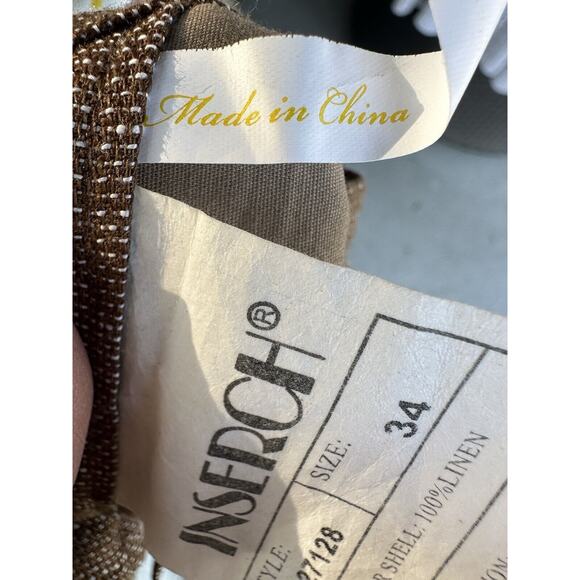 Made in China
INSERCH®
SIZE:
34
STYLE:
27128
SHELL: 100%LINEN